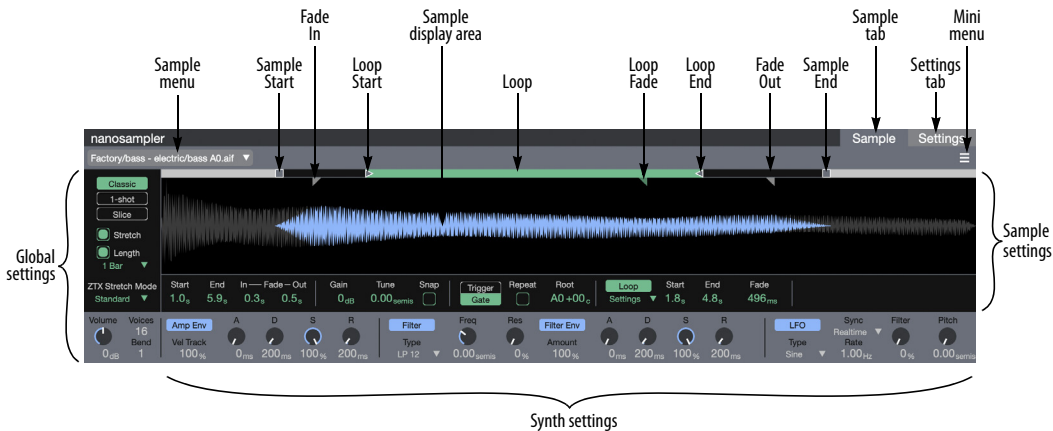 Fade In
Sample display area
Sample tab
Mini menu
Sample menu
Sample Start
Loop Start
Loop
Loop Fade
Loop End
Fade Out
Sample End
Settings tab
nanosampler
Sample
Settings
Factory/bass - electric/bass A0.aif
Classic
1-shot
Slice
Stretch
Length
1 Bar
Global settings
Sample settings
ZTX Stretch Mode
Standard
Start End In — Fade – Out Gain Tune Snap Trigger Repeat Root Loop Start End Fade
1.0s 5.9s 0.3s 0.5s 0dB 0.00semis Gate A0 +00c Settings 1.8s 4.8s 496ms
Volume Voices A D S R Freq Res A D S R Sync Filter Pitch
16 Amp Env Filter Filter Env LFO Realtime
Bend Vel Track Type Amount Type Rate
0dB 1 100% 0ms 200ms 100% 200ms LP 12 0.00semis 0% 100% 0ms 200ms 100% 200ms Sine 1.00Hz 0% 0.00semis
Synth settings